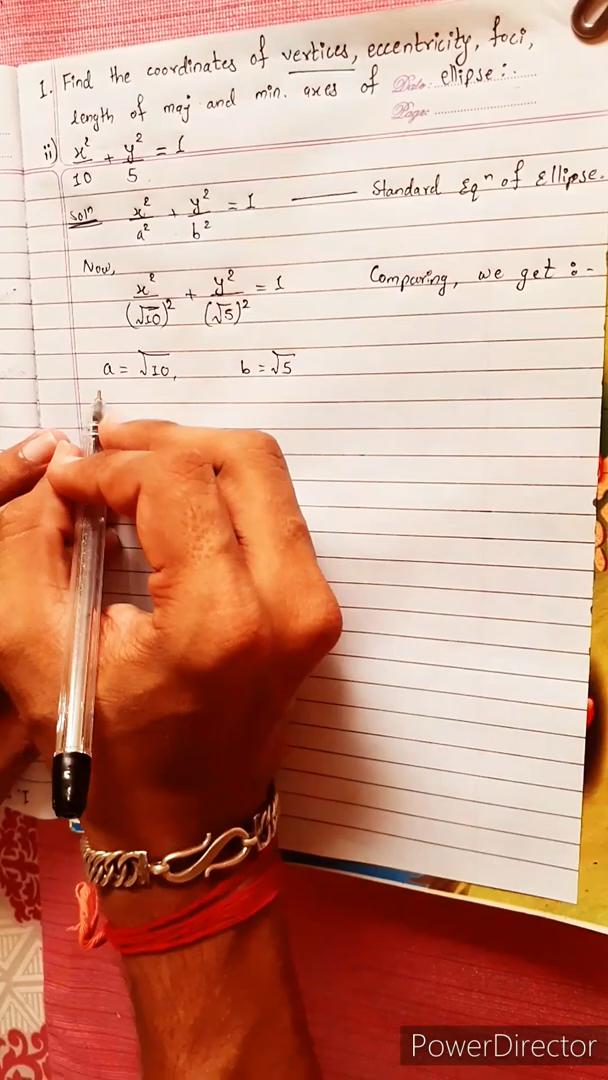 1. Find the coordinates of vertices, eccentricity, foci,
length of maj and min. axes of ellipse :-
Date:
Page:
ii) x²/10 + y²/5 = 1
Solⁿ x²/a² + y²/b² = 1 —— Standard Eqⁿ of Ellipse.
Now,
x²/(√10)² + y²/(√5)² = 1 Comparing, we get :-
a = √10, b = √5
1.
PowerDirector